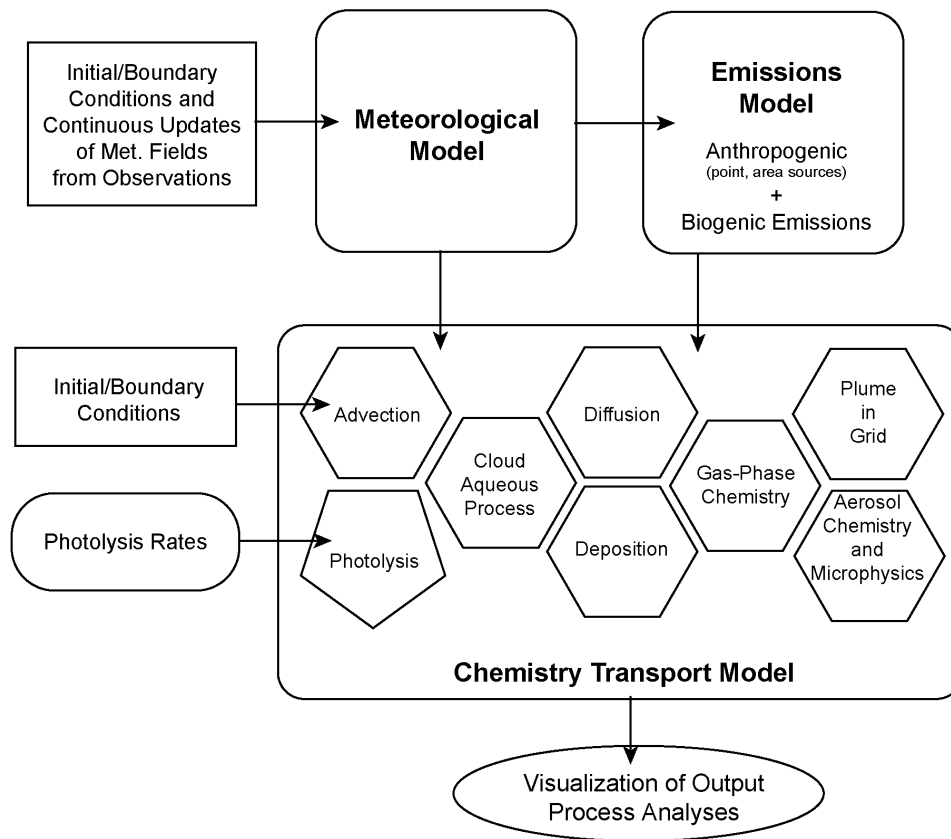 Initial/Boundary
Conditions and
Continuous Updates
of Met. Fields
from Observations
Meteorological
Model
Emissions
Model
Anthropogenic
(point, area sources)
+
Biogenic Emissions
Initial/Boundary
Conditions
Photolysis Rates
Advection
Photolysis
Cloud
Aqueous
Process
Diffusion
Deposition
Gas-Phase
Chemistry
Plume
in
Grid
Aerosol
Chemistry
and
Microphysics
Chemistry Transport Model
Visualization of Output
Process Analyses